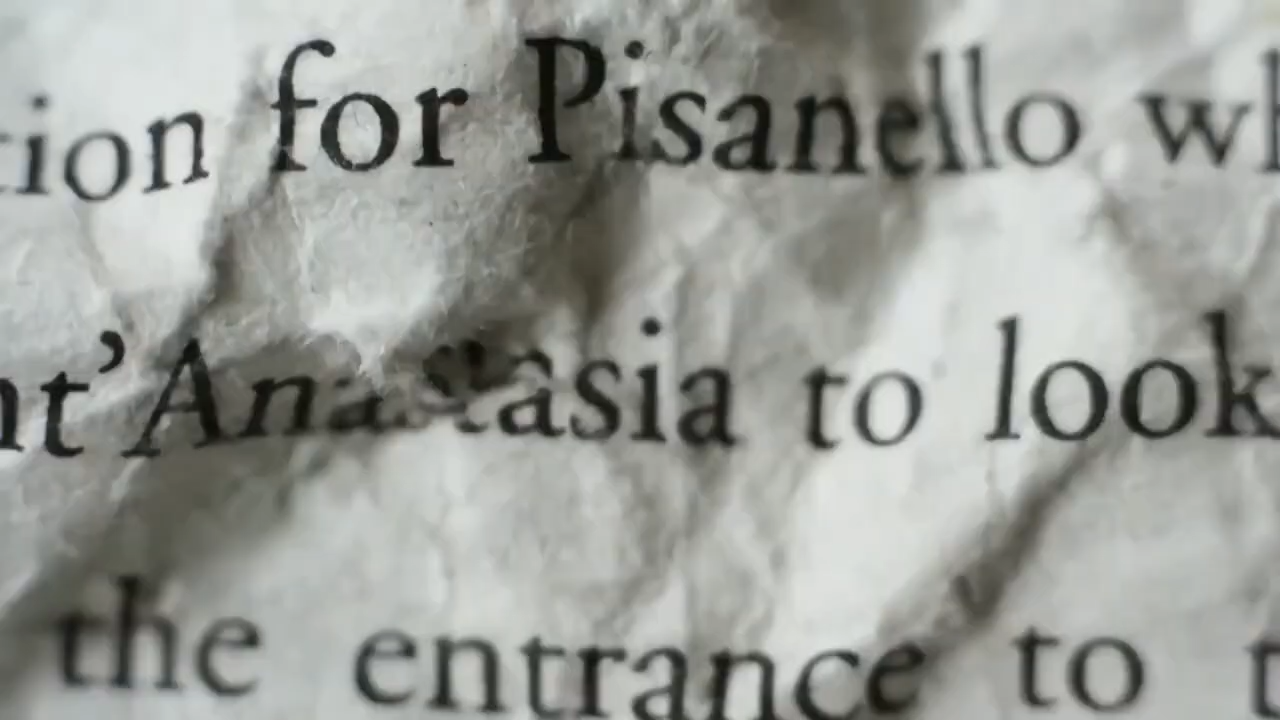 tion for Pisanello wh
nt'Anastasia to look
the entrance to t